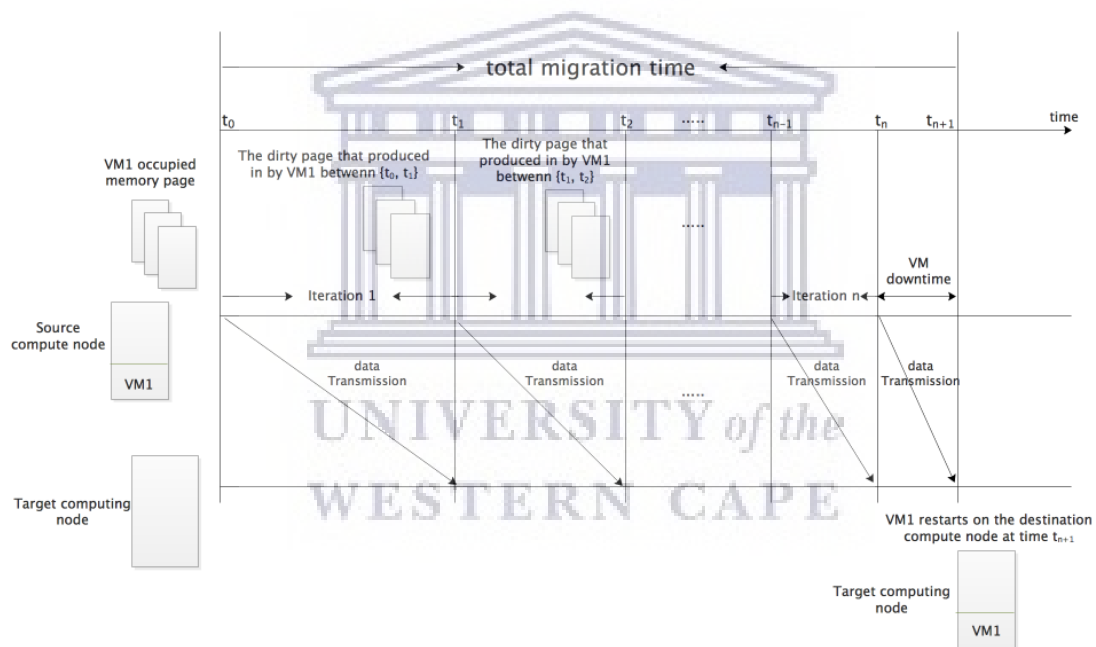 total migration time
t₀
t₁
t₂
.....
tₙ₋₁
tₙ
tₙ₊₁
time
VM1 occupied
memory page
The dirty page that produced
in by VM1 betwenn {t₀, t₁}
The dirty page that
produced in by VM1
betwenn {t₁, t₂}
.....
VM
downtime
Iteration 1
Iteration n
Source
compute node
VM1
data
Transmission
data
Transmission
.....
data
Transmission
data
Transmission
UNIVERSITY of the
WESTERN CAPE
Target computing
node
VM1 restarts on the destination
compute node at time tₙ₊₁
Target computing
node
VM1